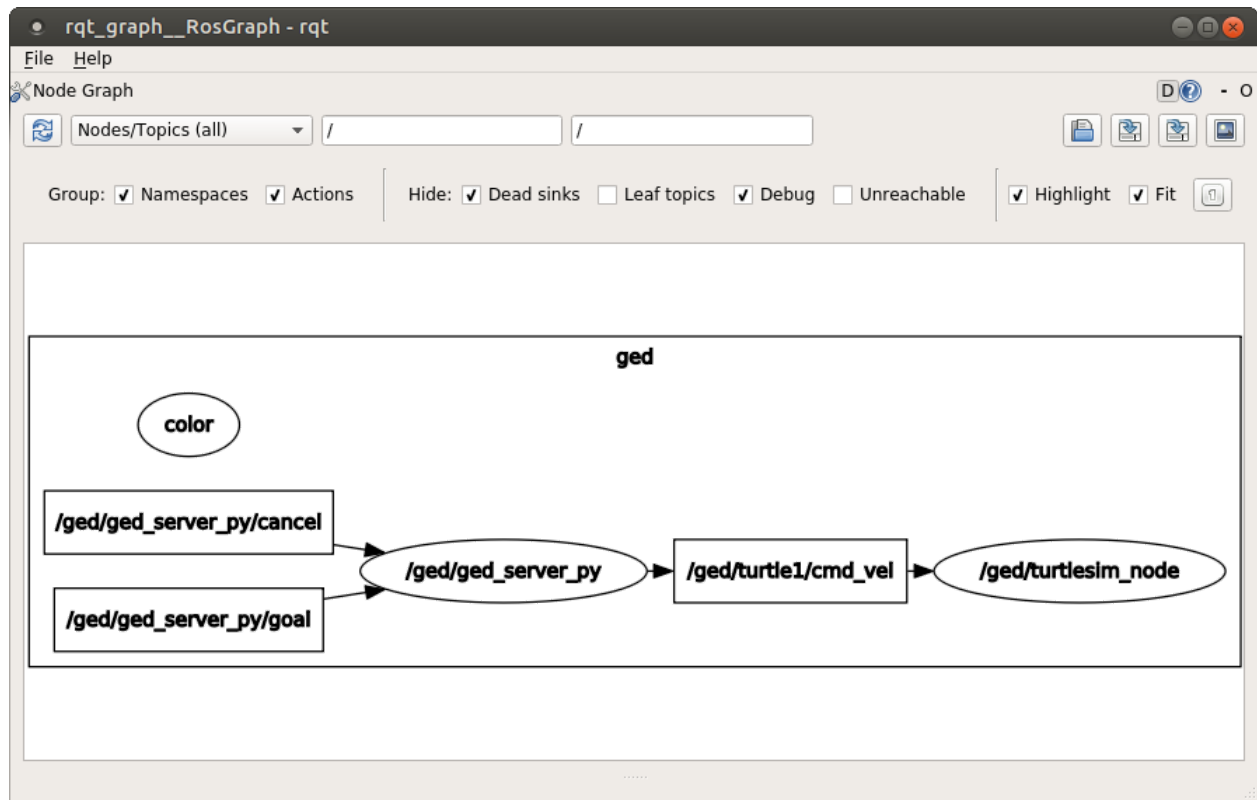 rqt_graph__RosGraph - rqt
File Help
Node Graph D ? - O
Nodes/Topics (all) / /
Group: Namespaces Actions Hide: Dead sinks Leaf topics Debug Unreachable Highlight Fit
ged
color
/ged/ged_server_py/cancel
/ged/ged_server_py /ged/turtle1/cmd_vel /ged/turtlesim_node
/ged/ged_server_py/goal